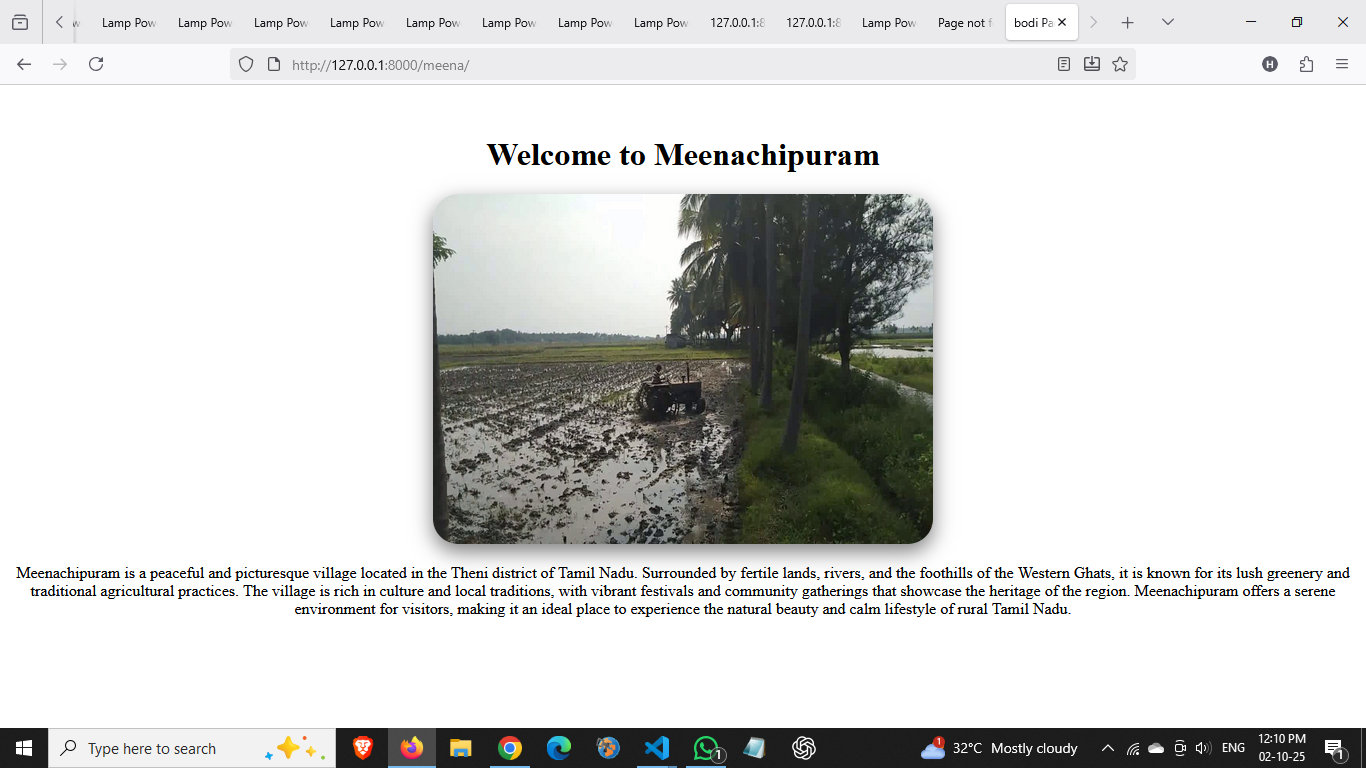 Lamp Pow
Lamp Pow
Lamp Pow
Lamp Pow
Lamp Pow
Lamp Pow
Lamp Pow
Lamp Pow
127.0.0.1:8
127.0.0.1:8
Lamp Pow
Page not f
bodi Pa
http://127.0.0.1:8000/meena/
H
Welcome to Meenachipuram
Meenachipuram is a peaceful and picturesque village located in the Theni district of Tamil Nadu. Surrounded by fertile lands, rivers, and the foothills of the Western Ghats, it is known for its lush greenery and
traditional agricultural practices. The village is rich in culture and local traditions, with vibrant festivals and community gatherings that showcase the heritage of the region. Meenachipuram offers a serene
environment for visitors, making it an ideal place to experience the natural beauty and calm lifestyle of rural Tamil Nadu.
Type here to search
1
1
32°C Mostly cloudy
ENG
12:10 PM
02-10-25
1